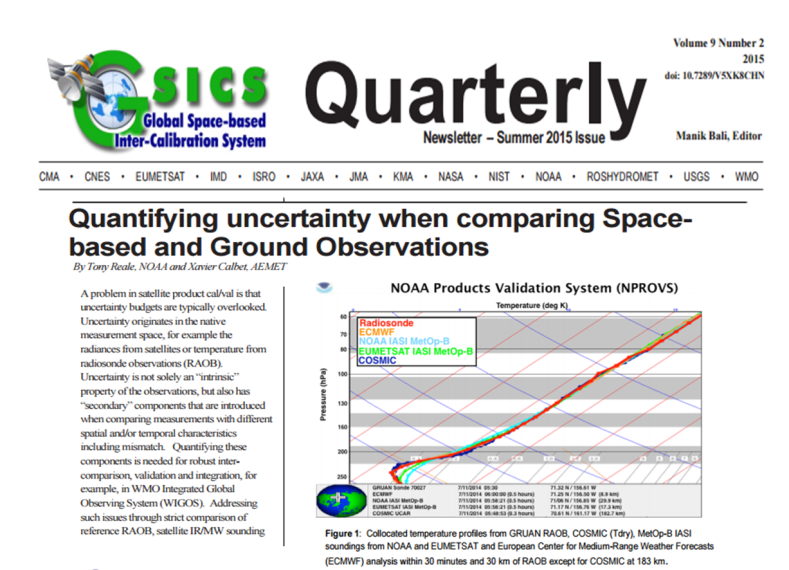 Volume 9 Number 2
2015
doi: 10.7289/V5XK8CHN
GSICS
Global Space-based
Inter-Calibration System
Quarterly
Newsletter – Summer 2015 Issue
Manik Bali, Editor
CMA • CNES • EUMETSAT • IMD • ISRO • JAXA • JMA • KMA • NASA • NIST • NOAA • ROSHYDROMET • USGS • WMO
Quantifying uncertainty when comparing Space-
based and Ground Observations
By Tony Reale, NOAA and Xavier Calbet, AEMET
A problem in satellite product cal/val is that
uncertainty budgets are typically overlooked.
Uncertainty originates in the native
measurement space, for example the
radiances from satellites or temperature from
radiosonde observations (RAOB).
Uncertainty is not solely an “intrinsic”
property of the observations, but also has
“secondary” components that are introduced
when comparing measurements with different
spatial and/or temporal characteristics
including mismatch. Quantifying these
components is needed for robust inter-
comparison, validation and integration, for
example, in WMO Integrated Global
Observing System (WIGOS). Addressing
such issues through strict comparison of
reference RAOB, satellite IR/MW sounding
NOAA Products Validation System (NPROVS)
Temperature (deg K)
Radiosonde
ECMWF
NOAA IASI MetOp-B
EUMETSAT IASI MetOp-B
COSMIC
Pressure (hPa)
60
70
80
100
130
160
200
250
GRUAN Sonde 70027 7/11/2014 05:30 71.32 N / 156.61 W
ECMWF 7/11/2014 06:00:00 (0.5 hours) 71.25 N / 156.50 W (8.9 km)
NOAA IASI MetOp-B 7/11/2014 05:58:21 (0.5 hours) 71.06 N / 156.85 W (29.9 km)
EUMETSAT IASI MetOp-B 7/11/2014 05:58:21 (0.5 hours) 71.17 N / 156.76 W (17.3 km)
COSMIC UCAR 7/11/2014 05:48:53 (0.3 hours) 70.61 N / 161.17 W (182.7 km)
Figure 1: Collocated temperature profiles from GRUAN RAOB, COSMIC (Tdry), MetOp-B IASI
soundings from NOAA and EUMETSAT and European Center for Medium-Range Weather Forecasts
(ECMWF) analysis within 30 minutes and 30 km of RAOB except for COSMIC at 183 km.